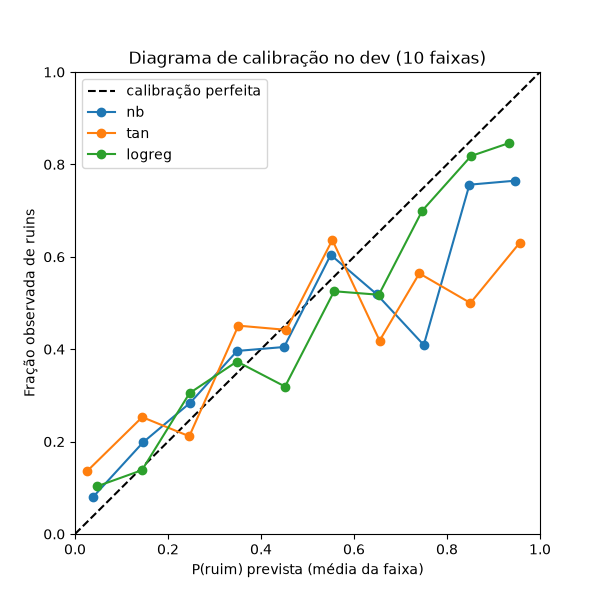 Diagrama de calibração no dev (10 faixas)
calibração perfeita
nb
tan
logreg
Fração observada de ruins
1.0
0.8
0.6
0.4
0.2
0.0
0.0 0.2 0.4 0.6 0.8 1.0
P(ruim) prevista (média da faixa)